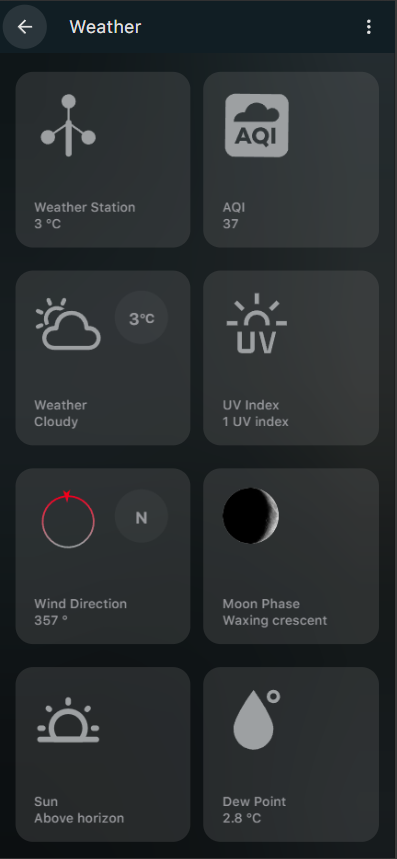 Weather
Weather Station
3 °C
AQI
AQI
37
3°C
Weather
Cloudy
UV
UV Index
1 UV index
N
Wind Direction
357 °
Moon Phase
Waxing crescent
Sun
Above horizon
Dew Point
2.8 °C